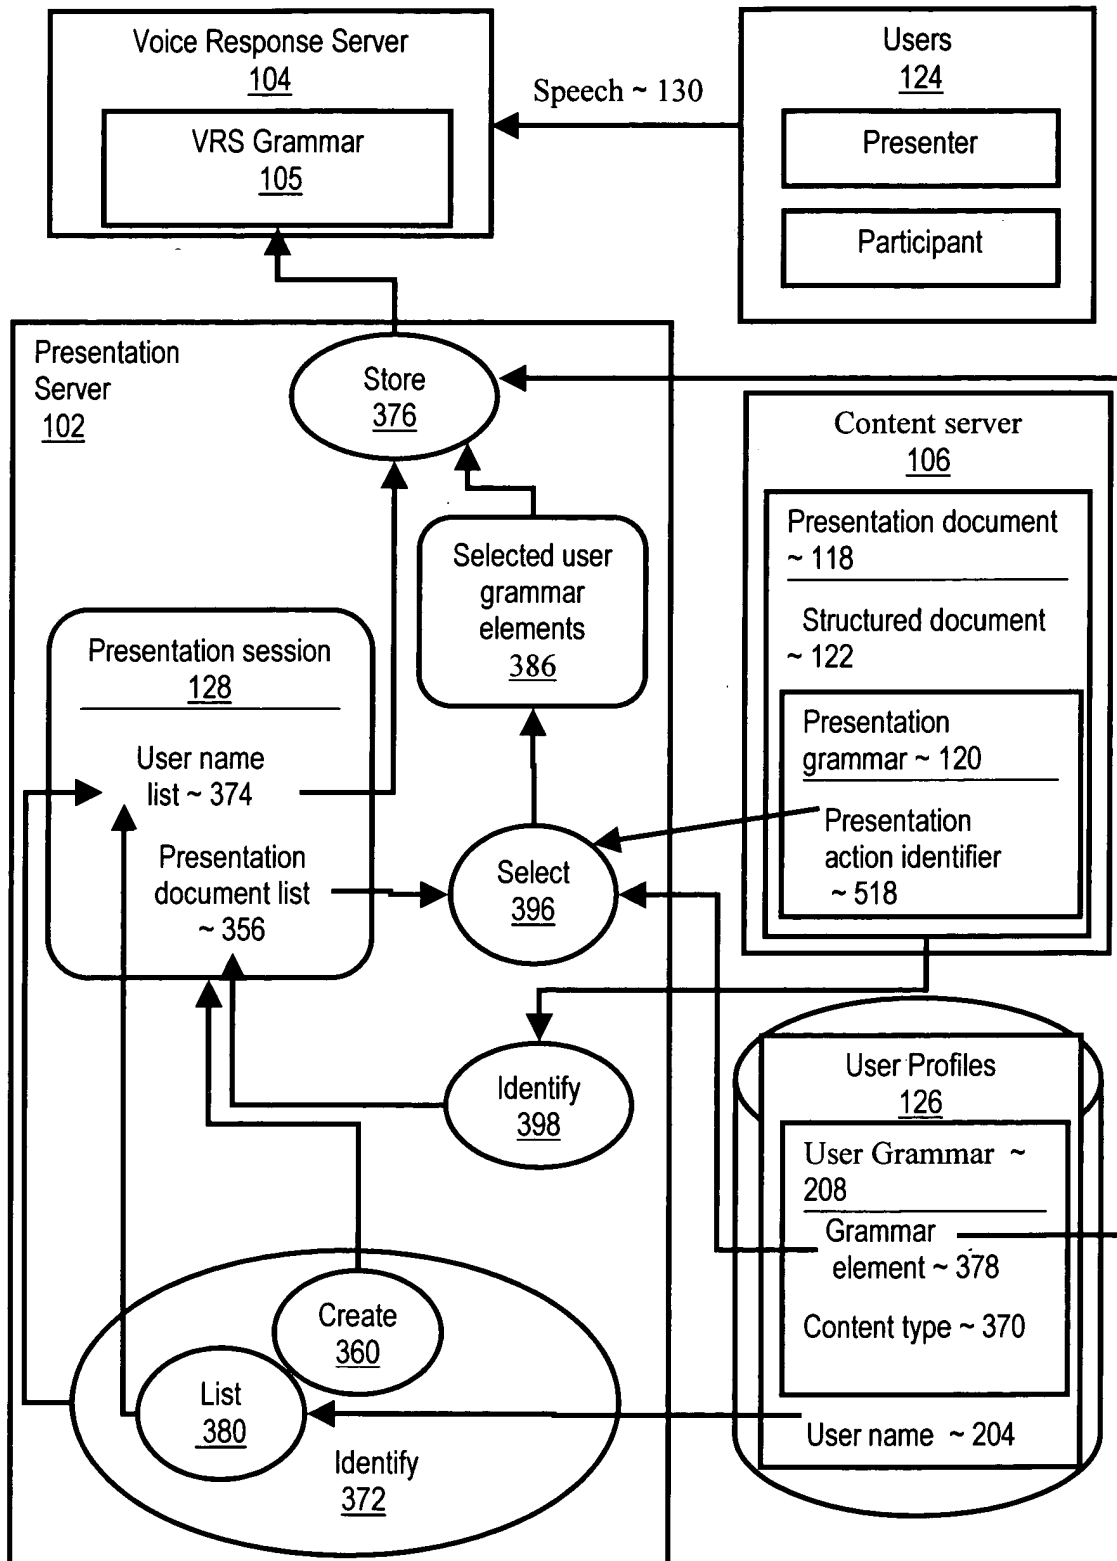 Voice Response Server
104
VRS Grammar
105
Speech ~ 130
Users
124
Presenter
Participant
Presentation
Server
102
Store
376
Content server
106
Presentation document
~ 118
Structured document
~ 122
Presentation
grammar ~ 120
Presentation
action identifier
~ 518
Selected user
grammar
elements
386
Presentation session
128
User name
list ~ 374
Presentation
document list
~ 356
Select
396
Identify
398
User Profiles
126
User Grammar ~
208
Grammar
element ~ 378
Content type ~ 370
User name ~ 204
Create
360
List
380
Identify
372